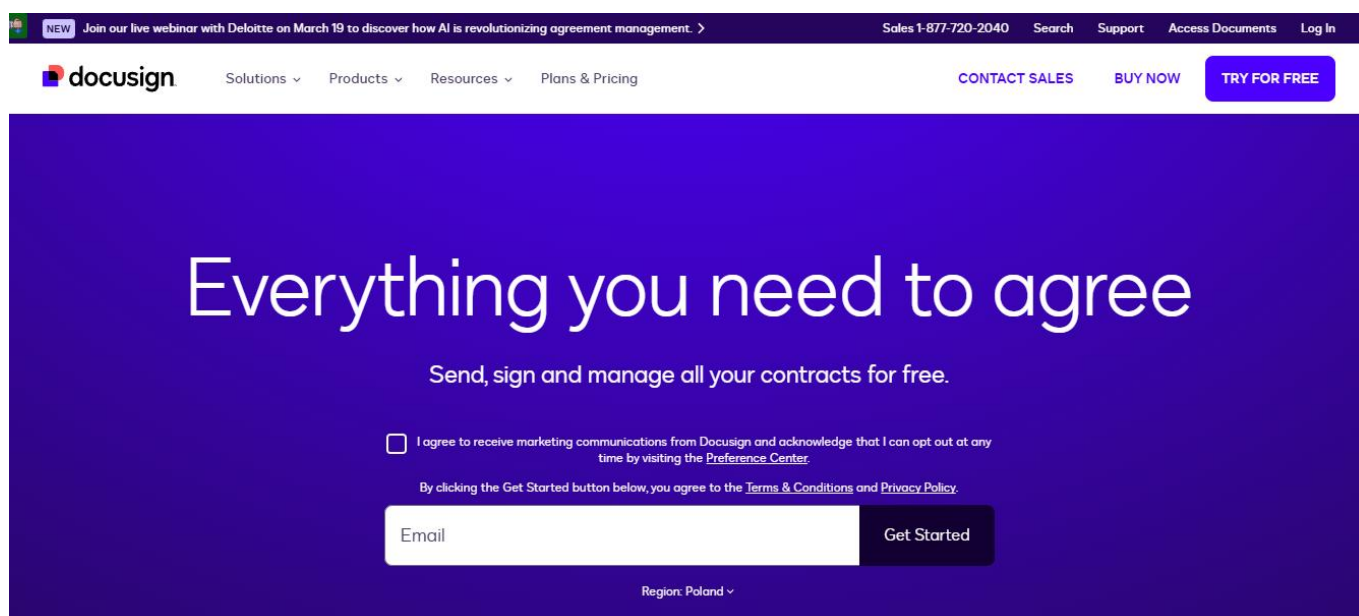 NEW Join our live webinar with Deloitte on March 19 to discover how AI is revolutionizing agreement management. Sales 1-877-720-2040 Search Support Access Documents Log In
docusign Solutions Products Resources Plans & Pricing CONTACT SALES BUY NOW TRY FOR FREE
Everything you need to agree
Send, sign and manage all your contracts for free.
I agree to receive marketing communications from Docusign and acknowledge that I can opt out at any
time by visiting the Preference Center.
By clicking the Get Started button below, you agree to the Terms & Conditions and Privacy Policy.
Email Get Started
Region: Poland